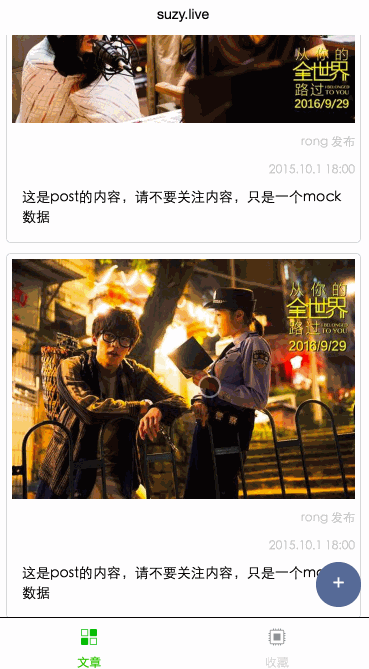 suzy.live
从你的
全世界
路过 I BELONGED TO YOU
2016/9/29
rong 发布
2015.10.1 18:00
这是post的内容，请不要关注内容，只是一个mock
数据
从你的
全世界
路过 I BELONGED TO YOU
2016/9/29
rong 发布
2015.10.1 18:00
这是post的内容，请不要关注内容，只是一个mo
数据
+
文章
收藏